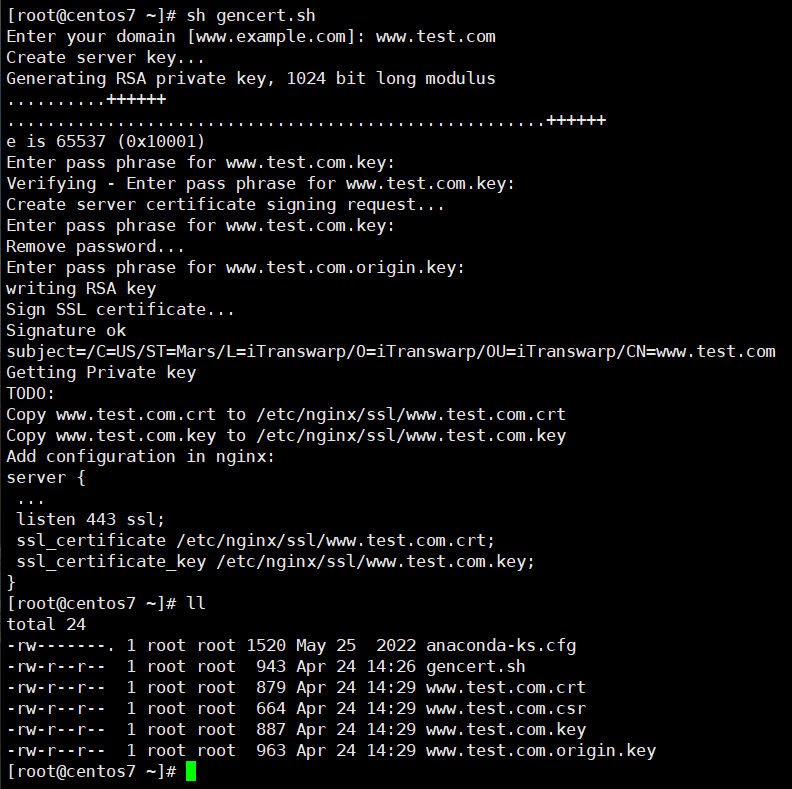 [root@centos7 ~]# sh gencert.sh
Enter your domain [www.example.com]: www.test.com
Create server key...
Generating RSA private key, 1024 bit long modulus
..........++++++
......................................................++++++
e is 65537 (0x10001)
Enter pass phrase for www.test.com.key:
Verifying - Enter pass phrase for www.test.com.key:
Create server certificate signing request...
Enter pass phrase for www.test.com.key:
Remove password...
Enter pass phrase for www.test.com.origin.key:
writing RSA key
Sign SSL certificate...
Signature ok
subject=/C=US/ST=Mars/L=iTranswarp/O=iTranswarp/OU=iTranswarp/CN=www.test.com
Getting Private key
TODO:
Copy www.test.com.crt to /etc/nginx/ssl/www.test.com.crt
Copy www.test.com.key to /etc/nginx/ssl/www.test.com.key
Add configuration in nginx:
server {
 ...
 listen 443 ssl;
 ssl_certificate /etc/nginx/ssl/www.test.com.crt;
 ssl_certificate_key /etc/nginx/ssl/www.test.com.key;
}
[root@centos7 ~]# ll
total 24
-rw-------. 1 root root 1520 May 25  2022 anaconda-ks.cfg
-rw-r--r--  1 root root  943 Apr 24 14:26 gencert.sh
-rw-r--r--  1 root root  879 Apr 24 14:29 www.test.com.crt
-rw-r--r--  1 root root  664 Apr 24 14:29 www.test.com.csr
-rw-r--r--  1 root root  887 Apr 24 14:29 www.test.com.key
-rw-r--r--  1 root root  963 Apr 24 14:29 www.test.com.origin.key
[root@centos7 ~]#